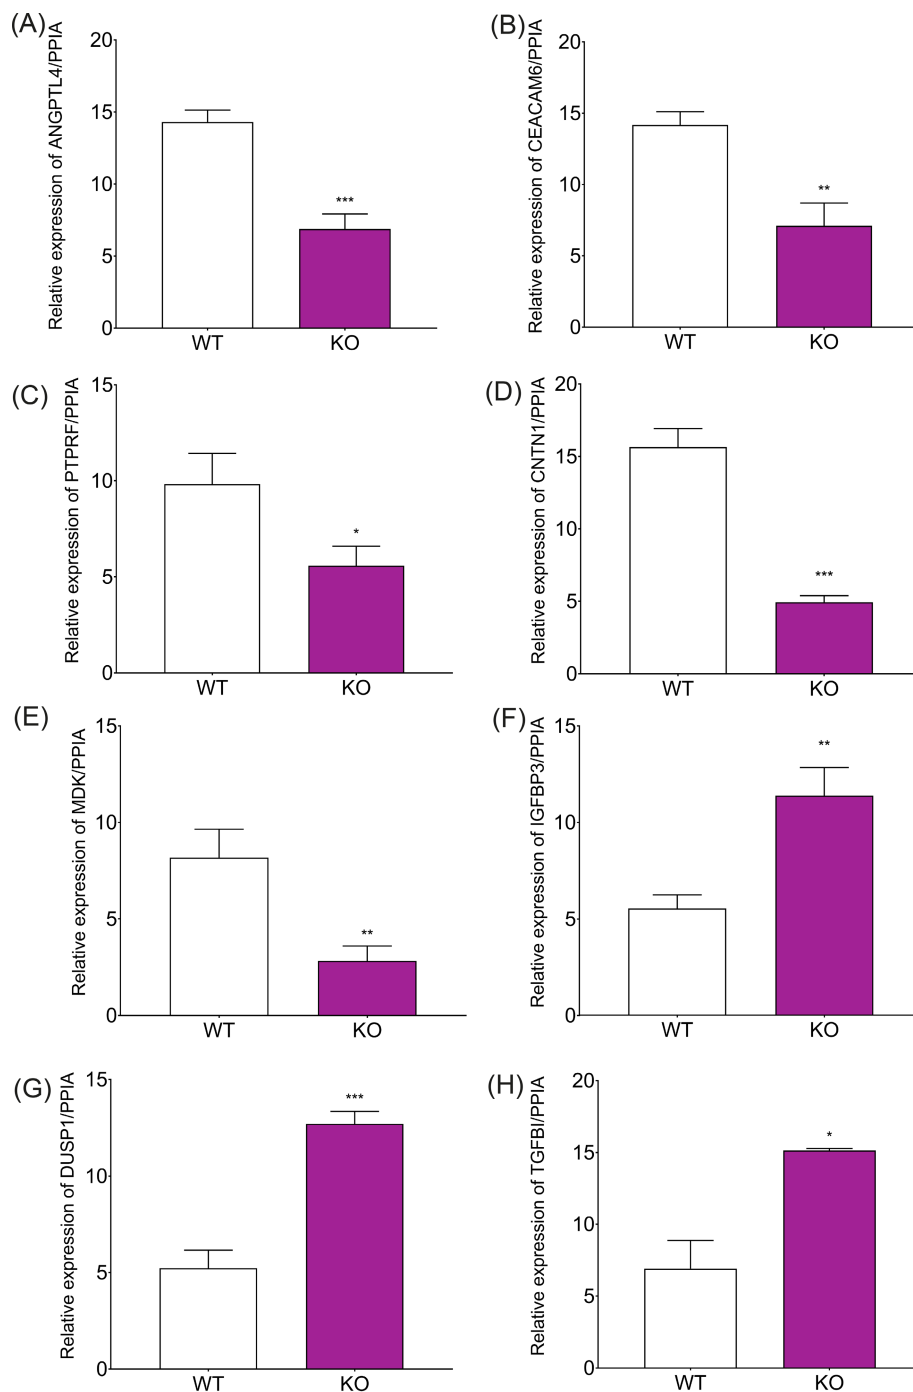 (A)
Relative expression of ANGPTL4/PPIA
20
15
10
5
0
***
WT
KO
(B)
Relative expression of CEACAM6/PPIA
20
15
10
5
0
**
WT
KO
(C)
Relative expression of PTPRF/PPIA
15
10
5
0
*
WT
KO
(D)
Relative expression of CNTN1/PPIA
20
15
10
5
0
***
WT
KO
(E)
Relative expression of MDK/PPIA
15
10
5
0
**
WT
KO
(F)
Relative expression of IGFBP3/PPIA
15
10
5
0
**
WT
KO
(G)
Relative expression of DUSP1/PPIA
15
10
5
0
***
WT
KO
(H)
Relative expression of TGFBI/PPIA
20
15
10
5
0
*
WT
KO